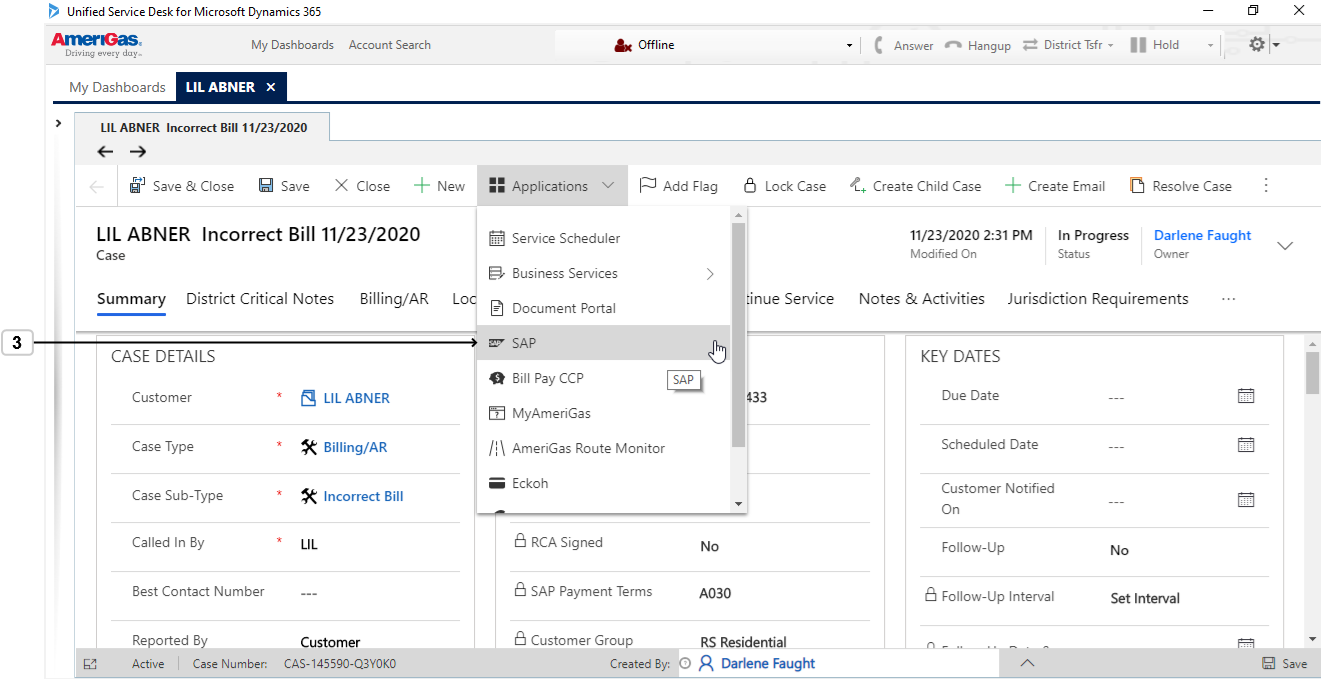 Unified Service Desk for Microsoft Dynamics 365
AmeriGas.
Driving every day...
My Dashboards Account Search Offline Answer Hangup District Tsfr Hold
My Dashboards LIL ABNER
LIL ABNER Incorrect Bill 11/23/2020
Save & Close Save Close New Applications Add Flag Lock Case Create Child Case Create Email Resolve Case
LIL ABNER Incorrect Bill 11/23/2020
Case
11/23/2020 2:31 PM
Modified On
In Progress
Status
Darlene Faught
Owner
Summary District Critical Notes Billing/AR Loc tinue Service Notes & Activities Jurisdiction Requirements ...
Service Scheduler
Business Services
Document Portal
SAP
Bill Pay CCP
MyAmeriGas
AmeriGas Route Monitor
Eckoh
SAP
3
CASE DETAILS
Customer * LIL ABNER
Case Type * Billing/AR
Case Sub-Type * Incorrect Bill
Called In By * LIL
Best Contact Number ---
Reported By Customer
433
RCA Signed No
SAP Payment Terms A030
Customer Group RS Residential
KEY DATES
Due Date ---
Scheduled Date ---
Customer Notified
On ---
Follow-Up No
Follow-Up Interval Set Interval
Active Case Number: CAS-145590-Q3Y0K0 Created By: Darlene Faught Save